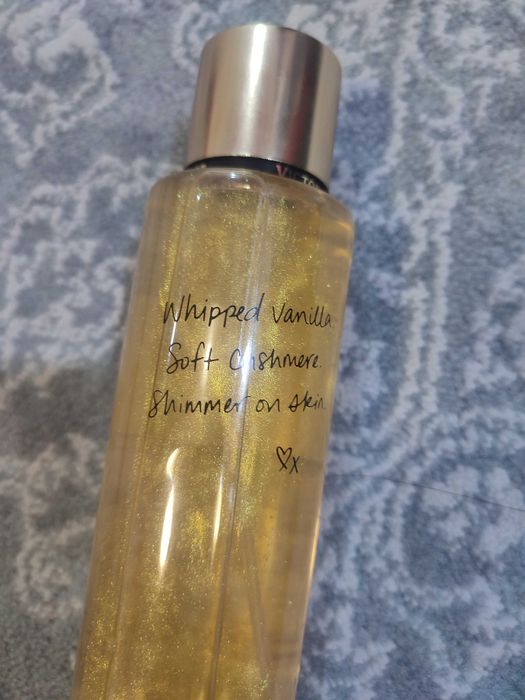 Whipped Vanilla.
Soft Cashmere.
Shimmer on skin.
♡x